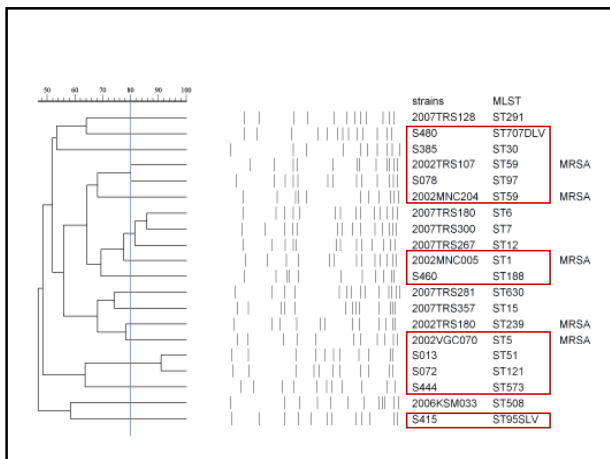 strains MLST
50 60 70 80 90 100
2007TRS128 ST291
S480 ST707DLV
S385 ST30
2002TRS107 ST59 MRSA
S078 ST97
2002MNC204 ST59 MRSA
2007TRS180 ST6
2007TRS300 ST7
2007TRS267 ST12
2002MNC005 ST1 MRSA
S460 ST188
2007TRS281 ST630
2007TRS357 ST15
2002TRS180 ST239 MRSA
2002VGC070 ST5 MRSA
S013 ST51
S072 ST121
S444 ST573
2006KSM033 ST508
S415 ST95SLV